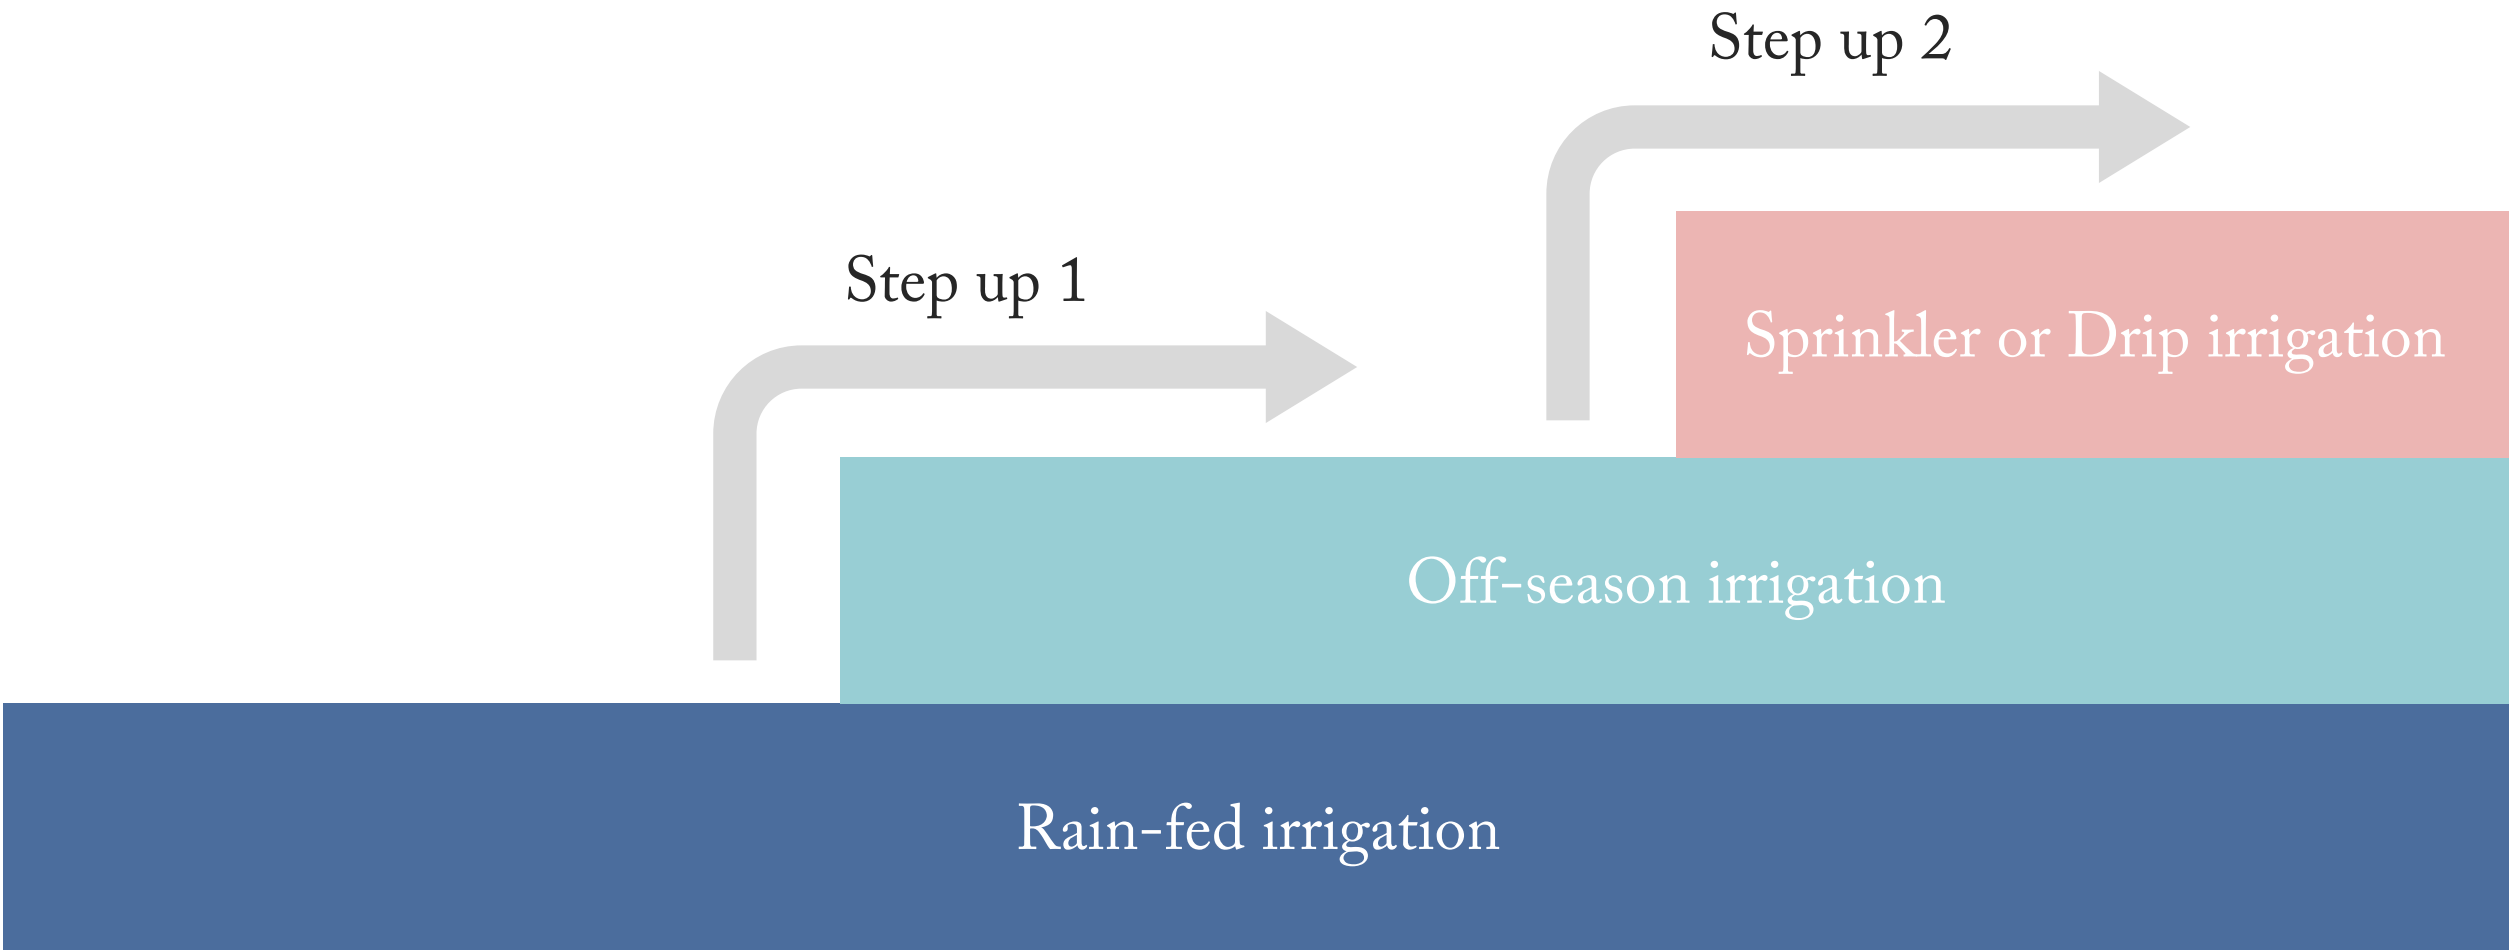 Step up 2
Step up 1
Sprinkler or Drip irrigation
Off-season irrigation
Rain-fed irrigation